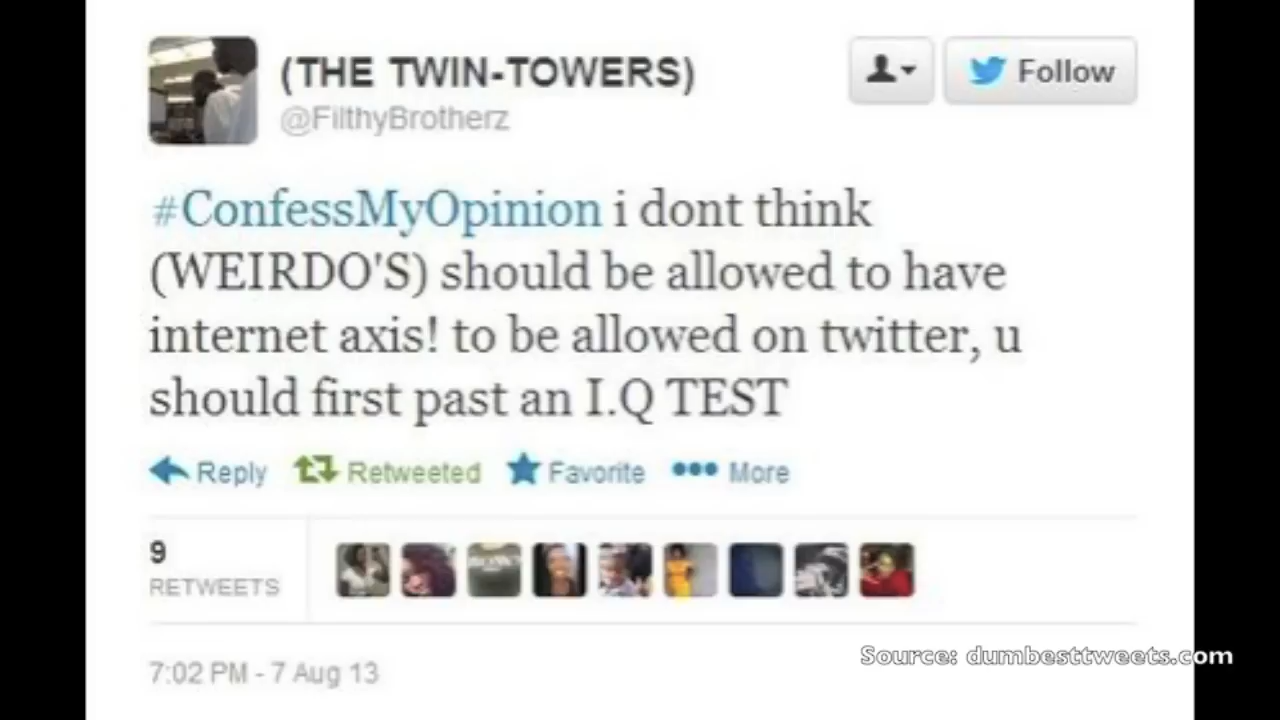 (THE TWIN-TOWERS)
Follow
@FilthyBrotherz
#ConfessMyOpinion i dont think
(WEIRDO'S) should be allowed to have
internet axis! to be allowed on twitter, u
should first past an I.Q TEST
Reply Retweeted Favorite More
9
RETWEETS
7:02 PM - 7 Aug 13
Source: dumbesttweets.com